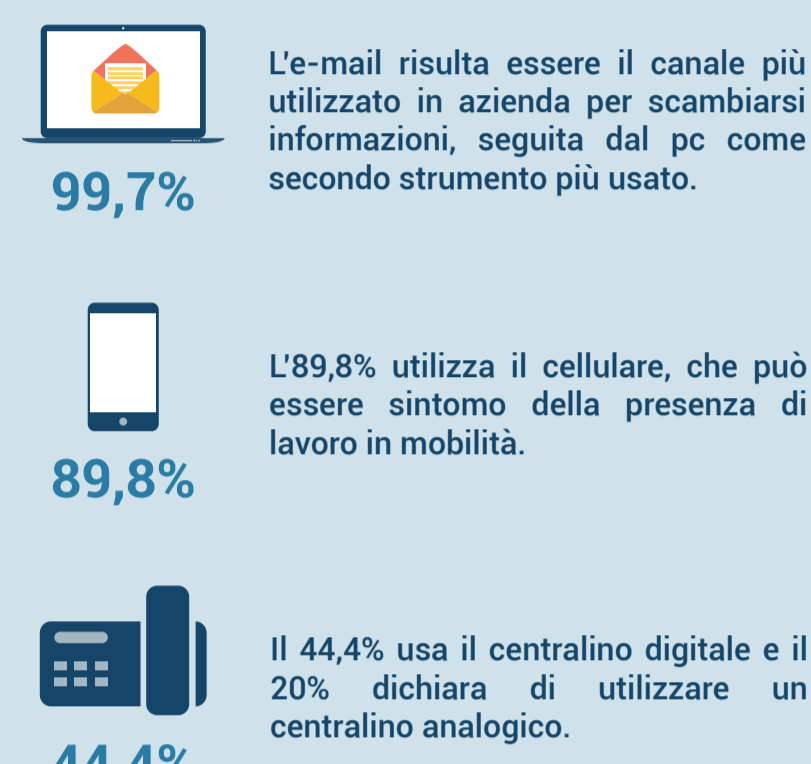 L'e-mail risulta essere il canale più
utilizzato in azienda per scambiarsi
informazioni, seguita dal pc come
secondo strumento più usato.
99,7%
L'89,8% utilizza il cellulare, che può
essere sintomo della presenza di
lavoro in mobilità.
89,8%
Il 44,4% usa il centralino digitale e il
20% dichiara di utilizzare un
centralino analogico.
44,4%